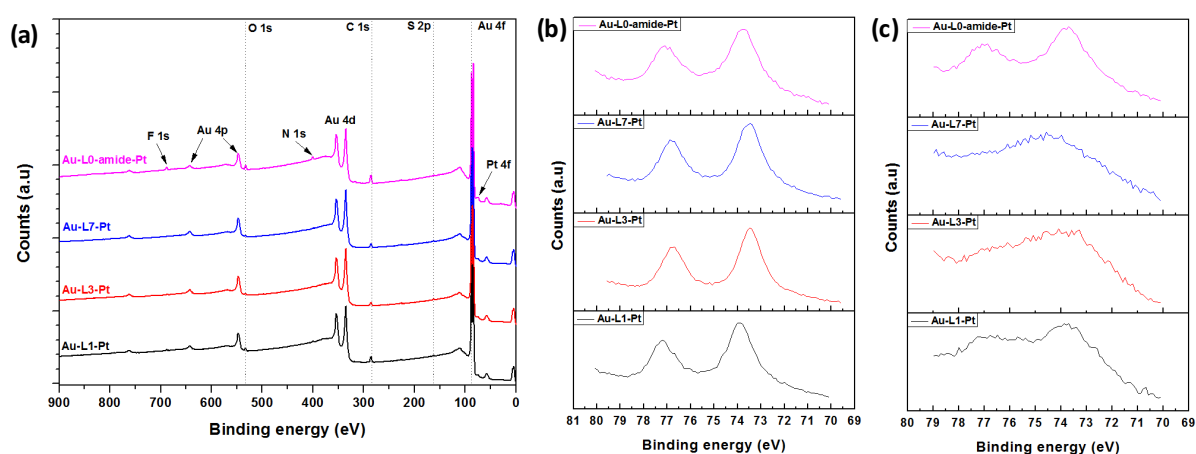 (a)
O 1s
C 1s
S 2p
Au 4f
F 1s
Au 4p
N 1s
Au 4d
Pt 4f
Au-L0-amide-Pt
Au-L7-Pt
Au-L3-Pt
Au-L1-Pt
Counts (a.u)
900 800 700 600 500 400 300 200 100 0
Binding energy (eV)
(b)
Au-L0-amide-Pt
Au-L7-Pt
Au-L3-Pt
Au-L1-Pt
Counts (a.u)
81 80 79 78 77 76 75 74 73 72 71 70 69
Binding energy (eV)
(c)
Au-L0-amide-Pt
Au-L7-Pt
Au-L3-Pt
Au-L1-Pt
80 79 78 77 76 75 74 73 72 71 70 69
Binding energy (eV)